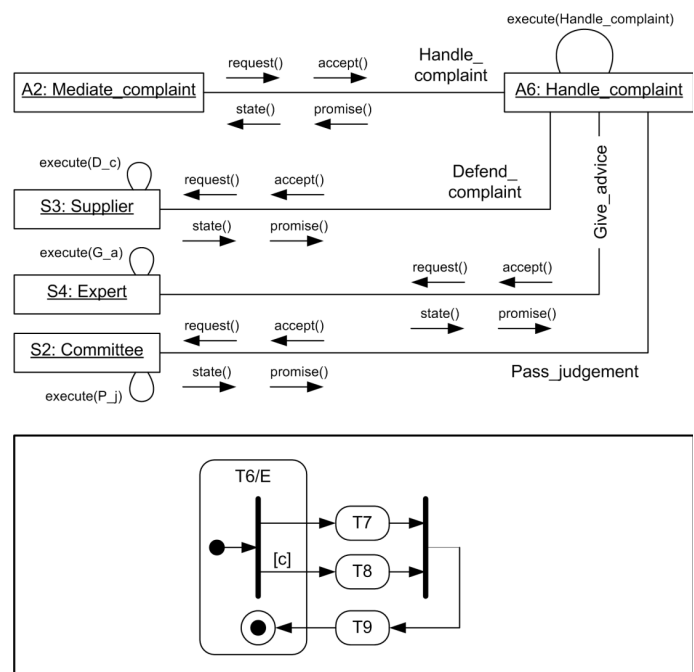 execute(Handle_complaint)
request() accept() Handle_
complaint
A2: Mediate_complaint
A6: Handle_complaint
state() promise()
execute(D_c)
request() accept() Defend_
complaint
S3: Supplier
state() promise()
Give_advice
execute(G_a)
request() accept()
S4: Expert
state() promise()
request() accept()
S2: Committee
state() promise()
Pass_judgement
execute(P_j)
T6/E
T7
[c]
T8
T9